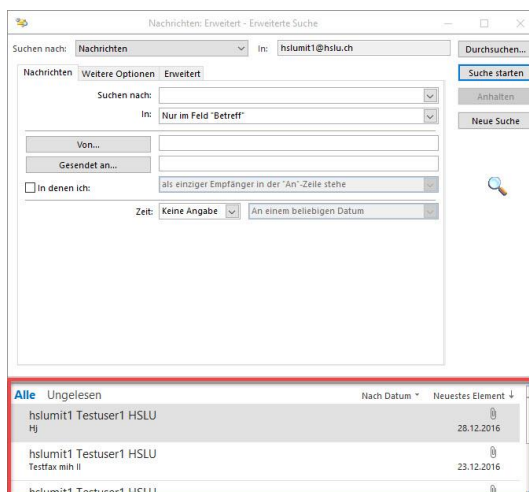 Nachrichten: Erweitert - Erweiterte Suche
Suchen nach: Nachrichten In: hslumit1@hslu.ch Durchsuchen...
Nachrichten Weitere Optionen Erweitert Suche starten
Suchen nach: Anhalten
In: Nur im Feld "Betreff" Neue Suche
Von...
Gesendet an...
In denen ich: als einziger Empfänger in der "An"-Zeile stehe
Zeit: Keine Angabe An einem beliebigen Datum
Alle Ungelesen Nach Datum Neuestes Element ↓
hslumit1 Testuser1 HSLU
Hj 28.12.2016
hslumit1 Testuser1 HSLU
Testfax mih II 23.12.2016
hslumit1 Testuser1 HSLU